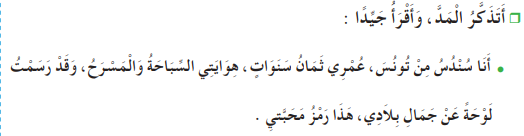 ❒ أَتَذَكَّرُ الْمَدَّ، وَأَقْرَأُ جَيِّدًا :
• أَنَا سُنْدُسُ مِنْ تُونُسَ، عُمْرِي ثَمَانُ سَنَوَاتٍ، هِوَايَتِي السِّبَاحَةُ وَالْمَسْرَحُ، وَقَدْ رَسَمْتُ
لَوْحَةً عَنْ جَمَالِ بِلَادِي، هَذَا رَمْزُ مَحَبَّتِي .